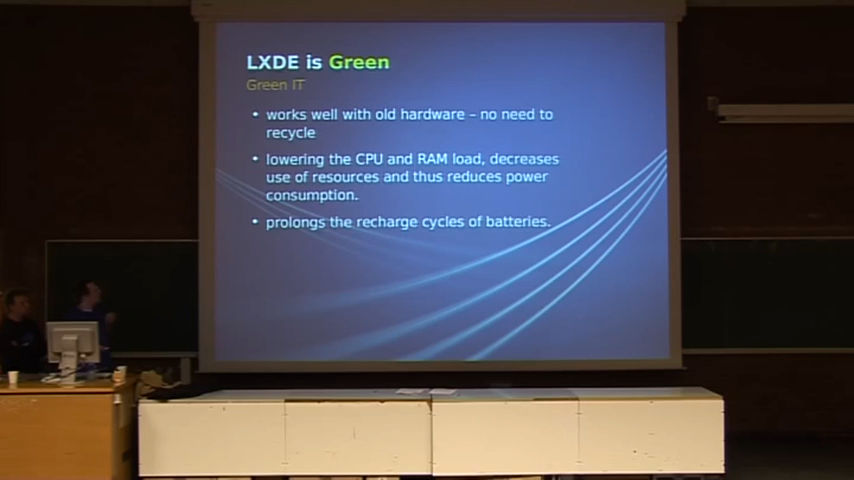 LXDE is Green
Green IT
• works well with old hardware – no need to
recycle
• lowering the CPU and RAM load, decreases
use of resources and thus reduces power
consumption.
• prolongs the recharge cycles of batteries.